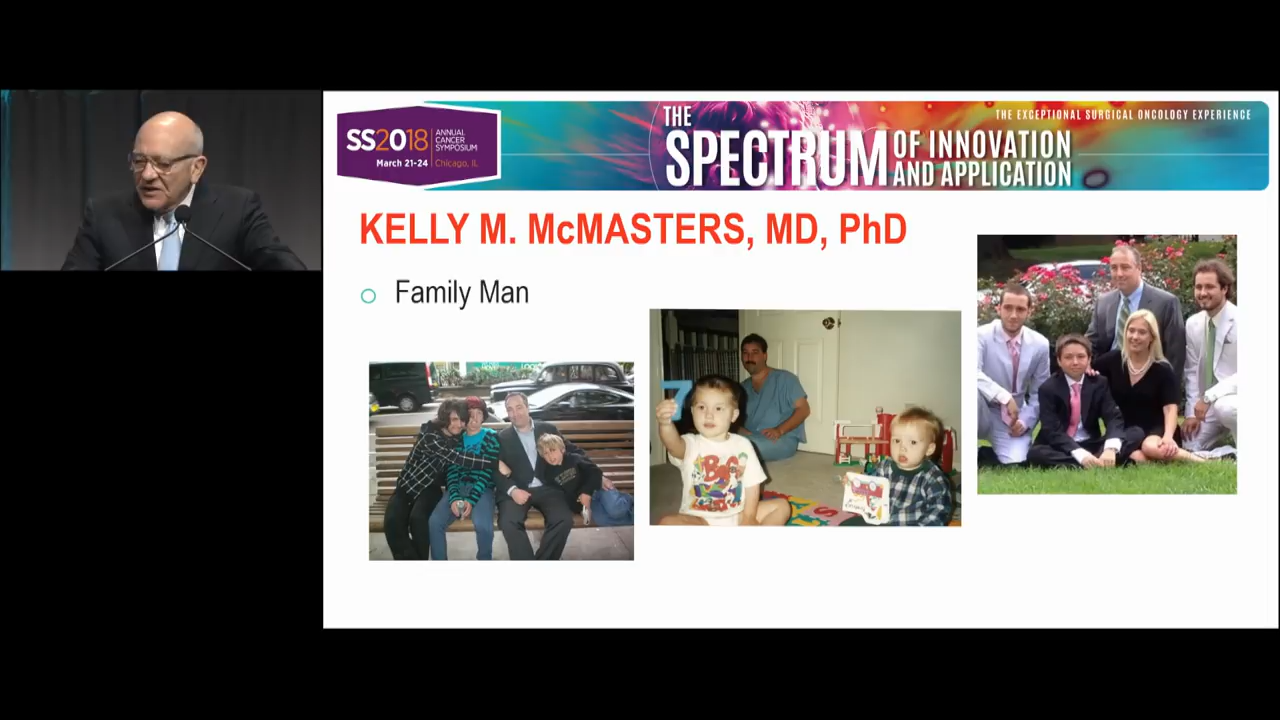 SS2018
ANNUAL
CANCER
SYMPOSIUM
March 21-24
Chicago, IL
THE
SPECTRUM
OF INNOVATION
AND APPLICATION
THE EXCEPTIONAL SURGICAL ONCOLOGY EXPERIENCE
KELLY M. McMASTERS, MD, PhD
Family Man
7